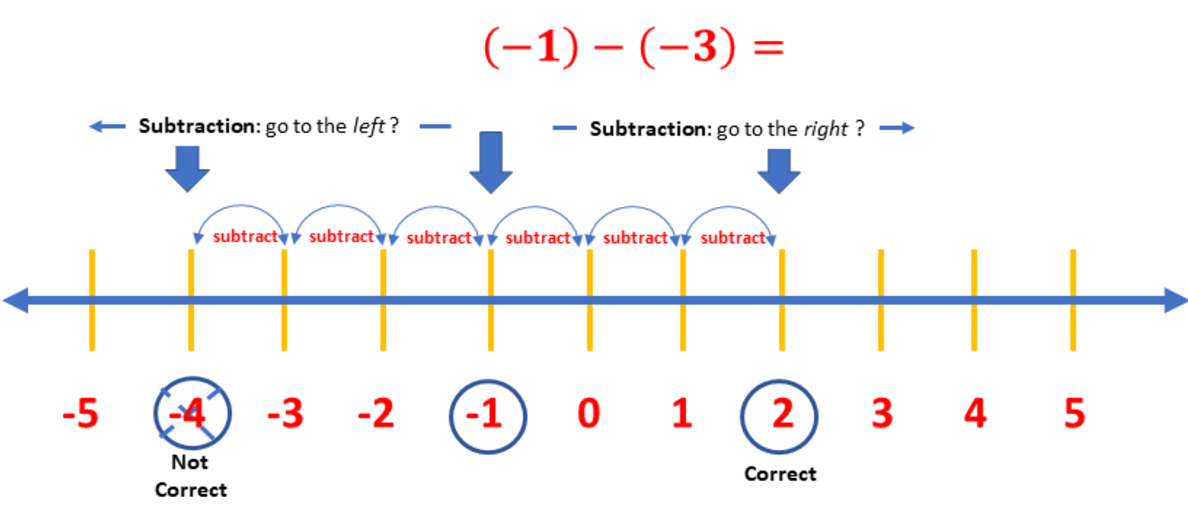 (−1) − (−3) =
Subtraction: go to the left ?
Subtraction: go to the right ?
subtract subtract subtract subtract subtract subtract
-5 -4 -3 -2 -1 0 1 2 3 4 5
Not
Correct
Correct